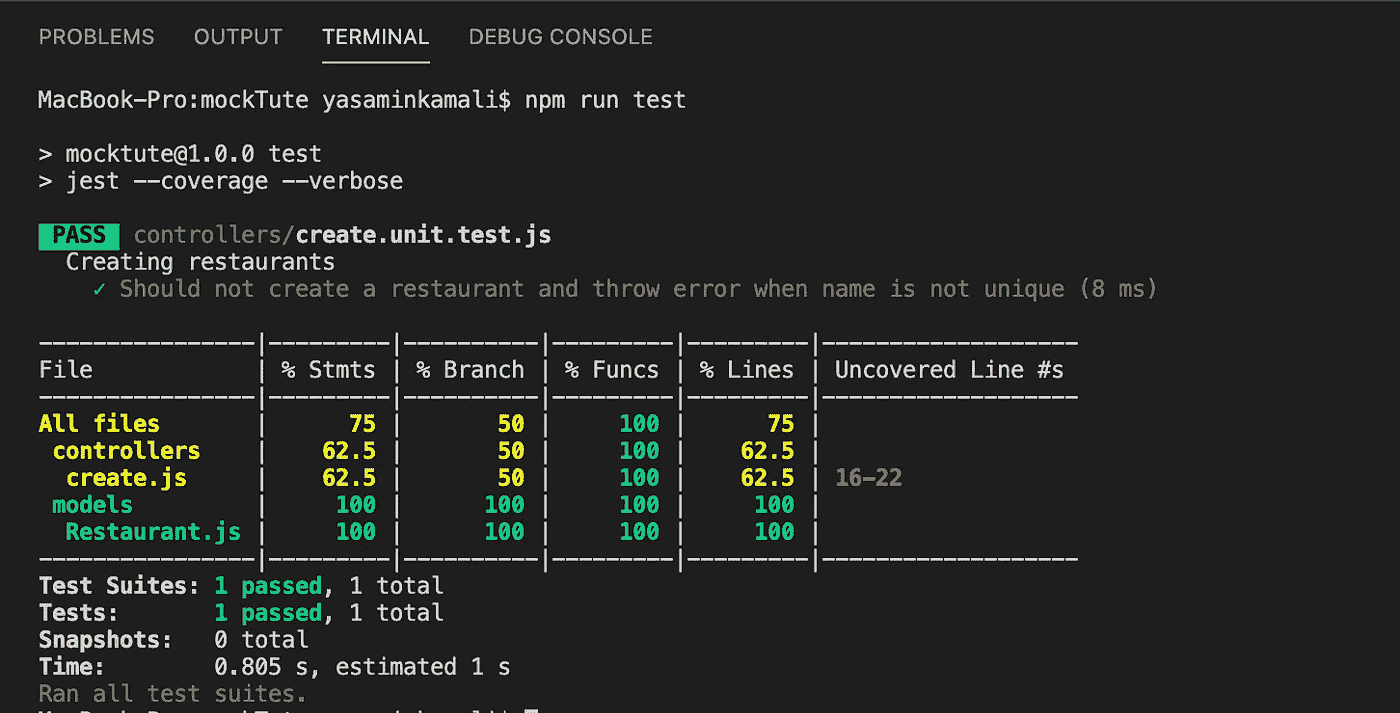 PROBLEMS OUTPUT TERMINAL DEBUG CONSOLE
MacBook-Pro:mockTute yasaminkamali$ npm run test
> mocktute@1.0.0 test
> jest --coverage --verbose
PASS controllers/create.unit.test.js
Creating restaurants
✓ Should not create a restaurant and throw error when name is not unique (8 ms)
----------------|---------|----------|---------|---------|-------------------
File | % Stmts | % Branch | % Funcs | % Lines | Uncovered Line #s
----------------|---------|----------|---------|---------|-------------------
All files | 75 | 50 | 100 | 75 |
controllers | 62.5 | 50 | 100 | 62.5 |
create.js | 62.5 | 50 | 100 | 62.5 | 16-22
models | 100 | 100 | 100 | 100 |
Restaurant.js | 100 | 100 | 100 | 100 |
----------------|---------|----------|---------|---------|-------------------
Test Suites: 1 passed, 1 total
Tests: 1 passed, 1 total
Snapshots: 0 total
Time: 0.805 s, estimated 1 s
Ran all test suites.